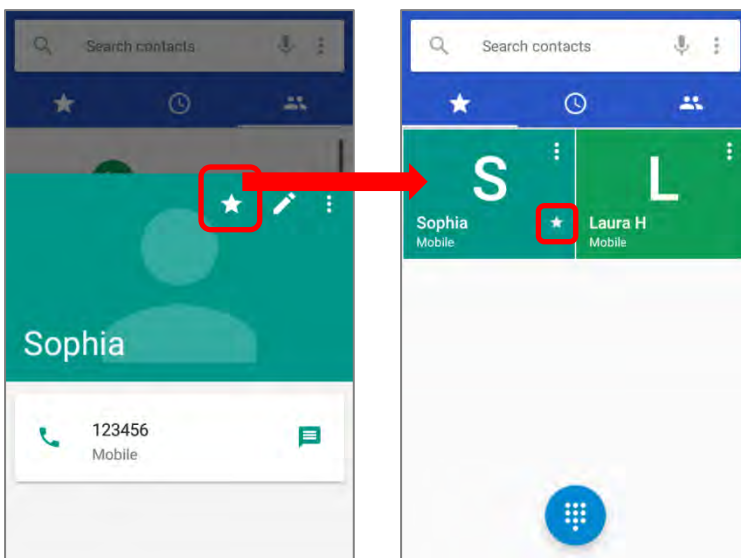 Search contacts
Sophia
123456
Mobile
Search contacts
S
Sophia
Mobile
L
Laura H
Mobile